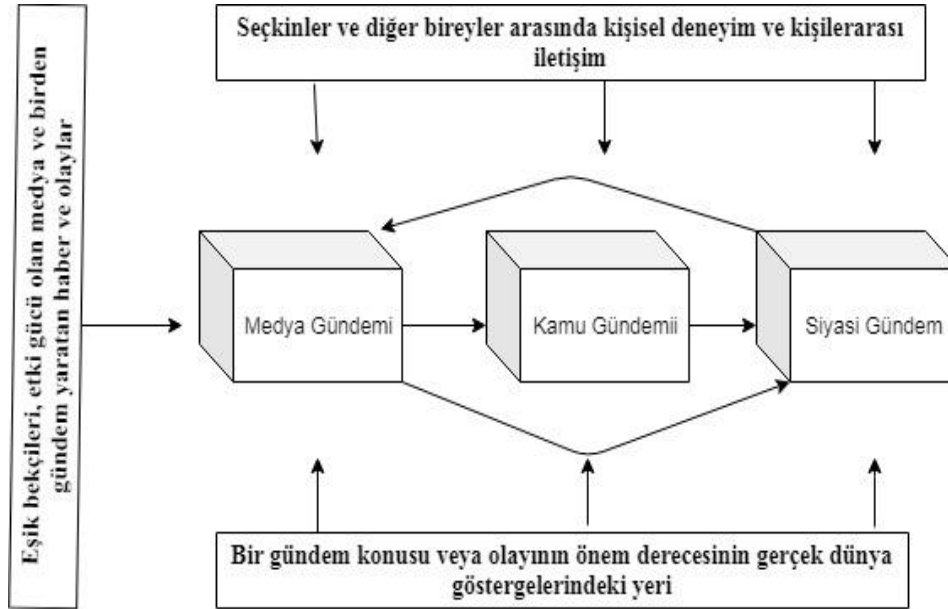 Seçkinler ve diğer bireyler arasında kişisel deneyim ve kişilerarası
iletişim
Eşik bekçileri, etki gücü olan medya ve birden
gündem yaratan haber ve olaylar
Medya Gündemi
Kamu Gündemii
Siyasi Gündem
Bir gündem konusu veya olayının önem derecesinin gerçek dünya
göstergelerindeki yeri